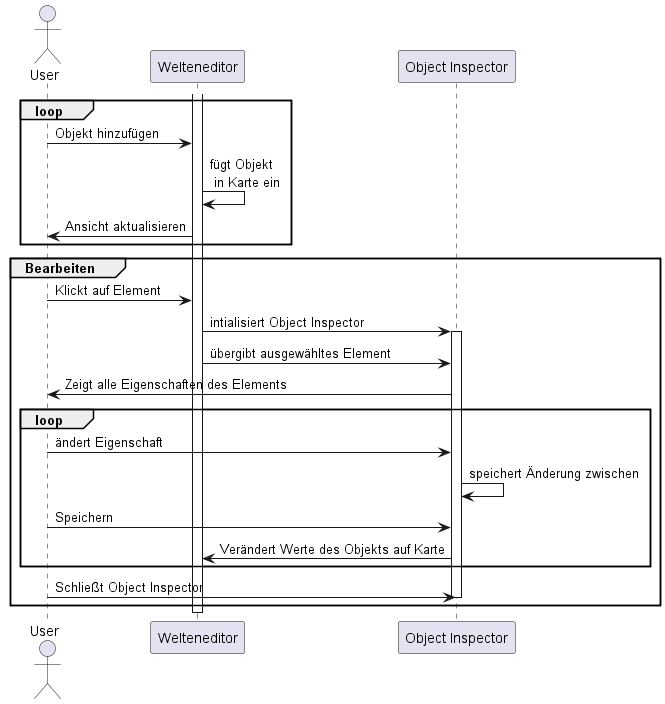 User
Welteneditor
Object Inspector
loop
Objekt hinzufügen
fügt Objekt
in Karte ein
Ansicht aktualisieren
Bearbeiten
Klickt auf Element
intialisiert Object Inspector
übergibt ausgewähltes Element
Zeigt alle Eigenschaften des Elements
loop
ändert Eigenschaft
speichert Änderung zwischen
Speichern
Verändert Werte des Objekts auf Karte
Schließt Object Inspector
User
Welteneditor
Object Inspector